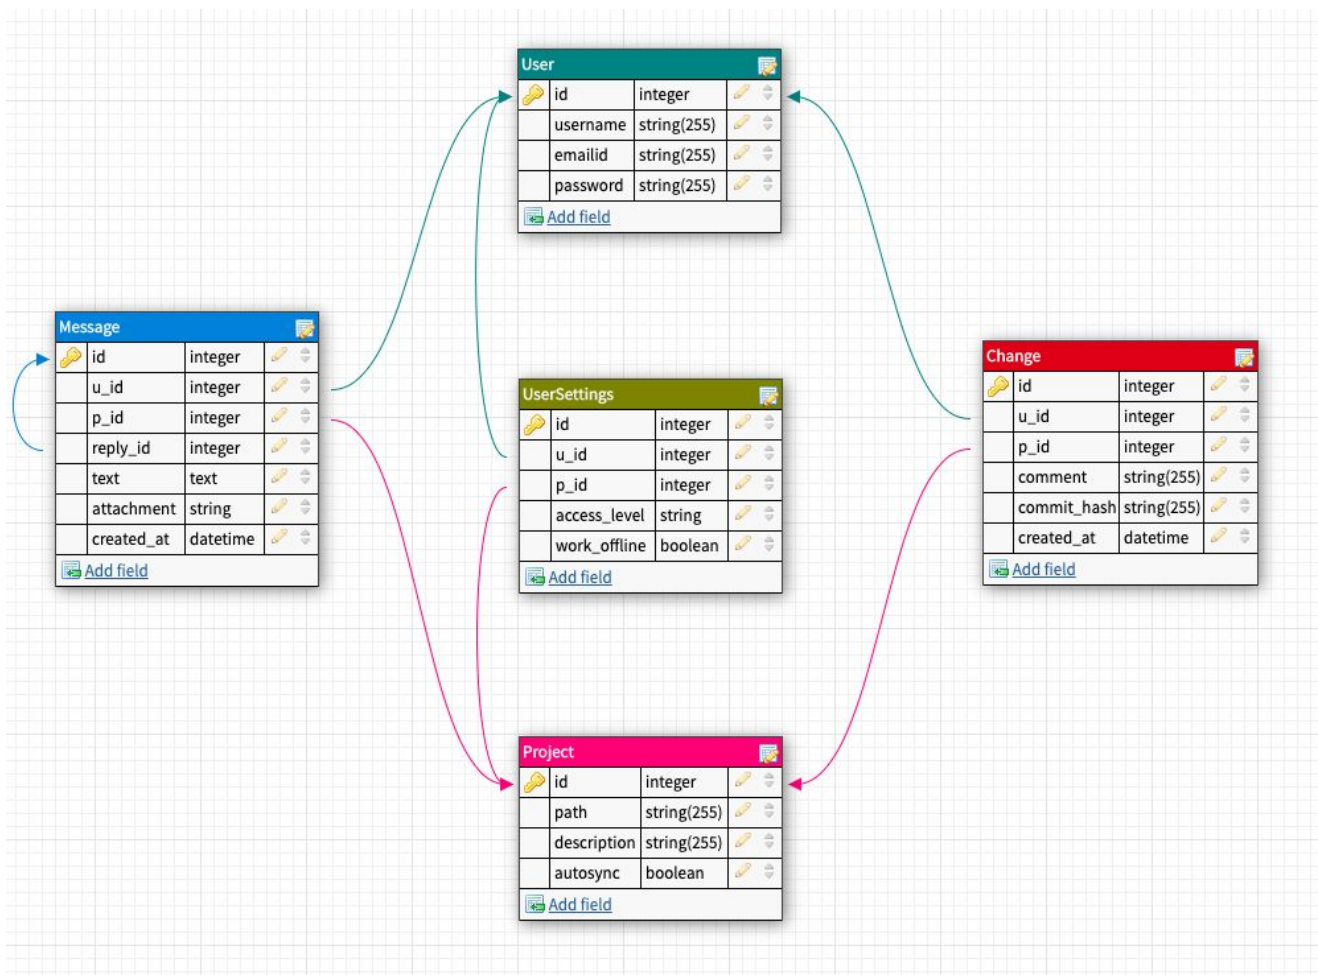 User
id integer
username string(255)
emailid string(255)
password string(255)
Add field
Message
id integer
u_id integer
p_id integer
reply_id integer
text text
attachment string
created_at datetime
Add field
UserSettings
id integer
u_id integer
p_id integer
access_level string
work_offline boolean
Add field
Change
id integer
u_id integer
p_id integer
comment string(255)
commit_hash string(255)
created_at datetime
Add field
Project
id integer
path string(255)
description string(255)
autosync boolean
Add field